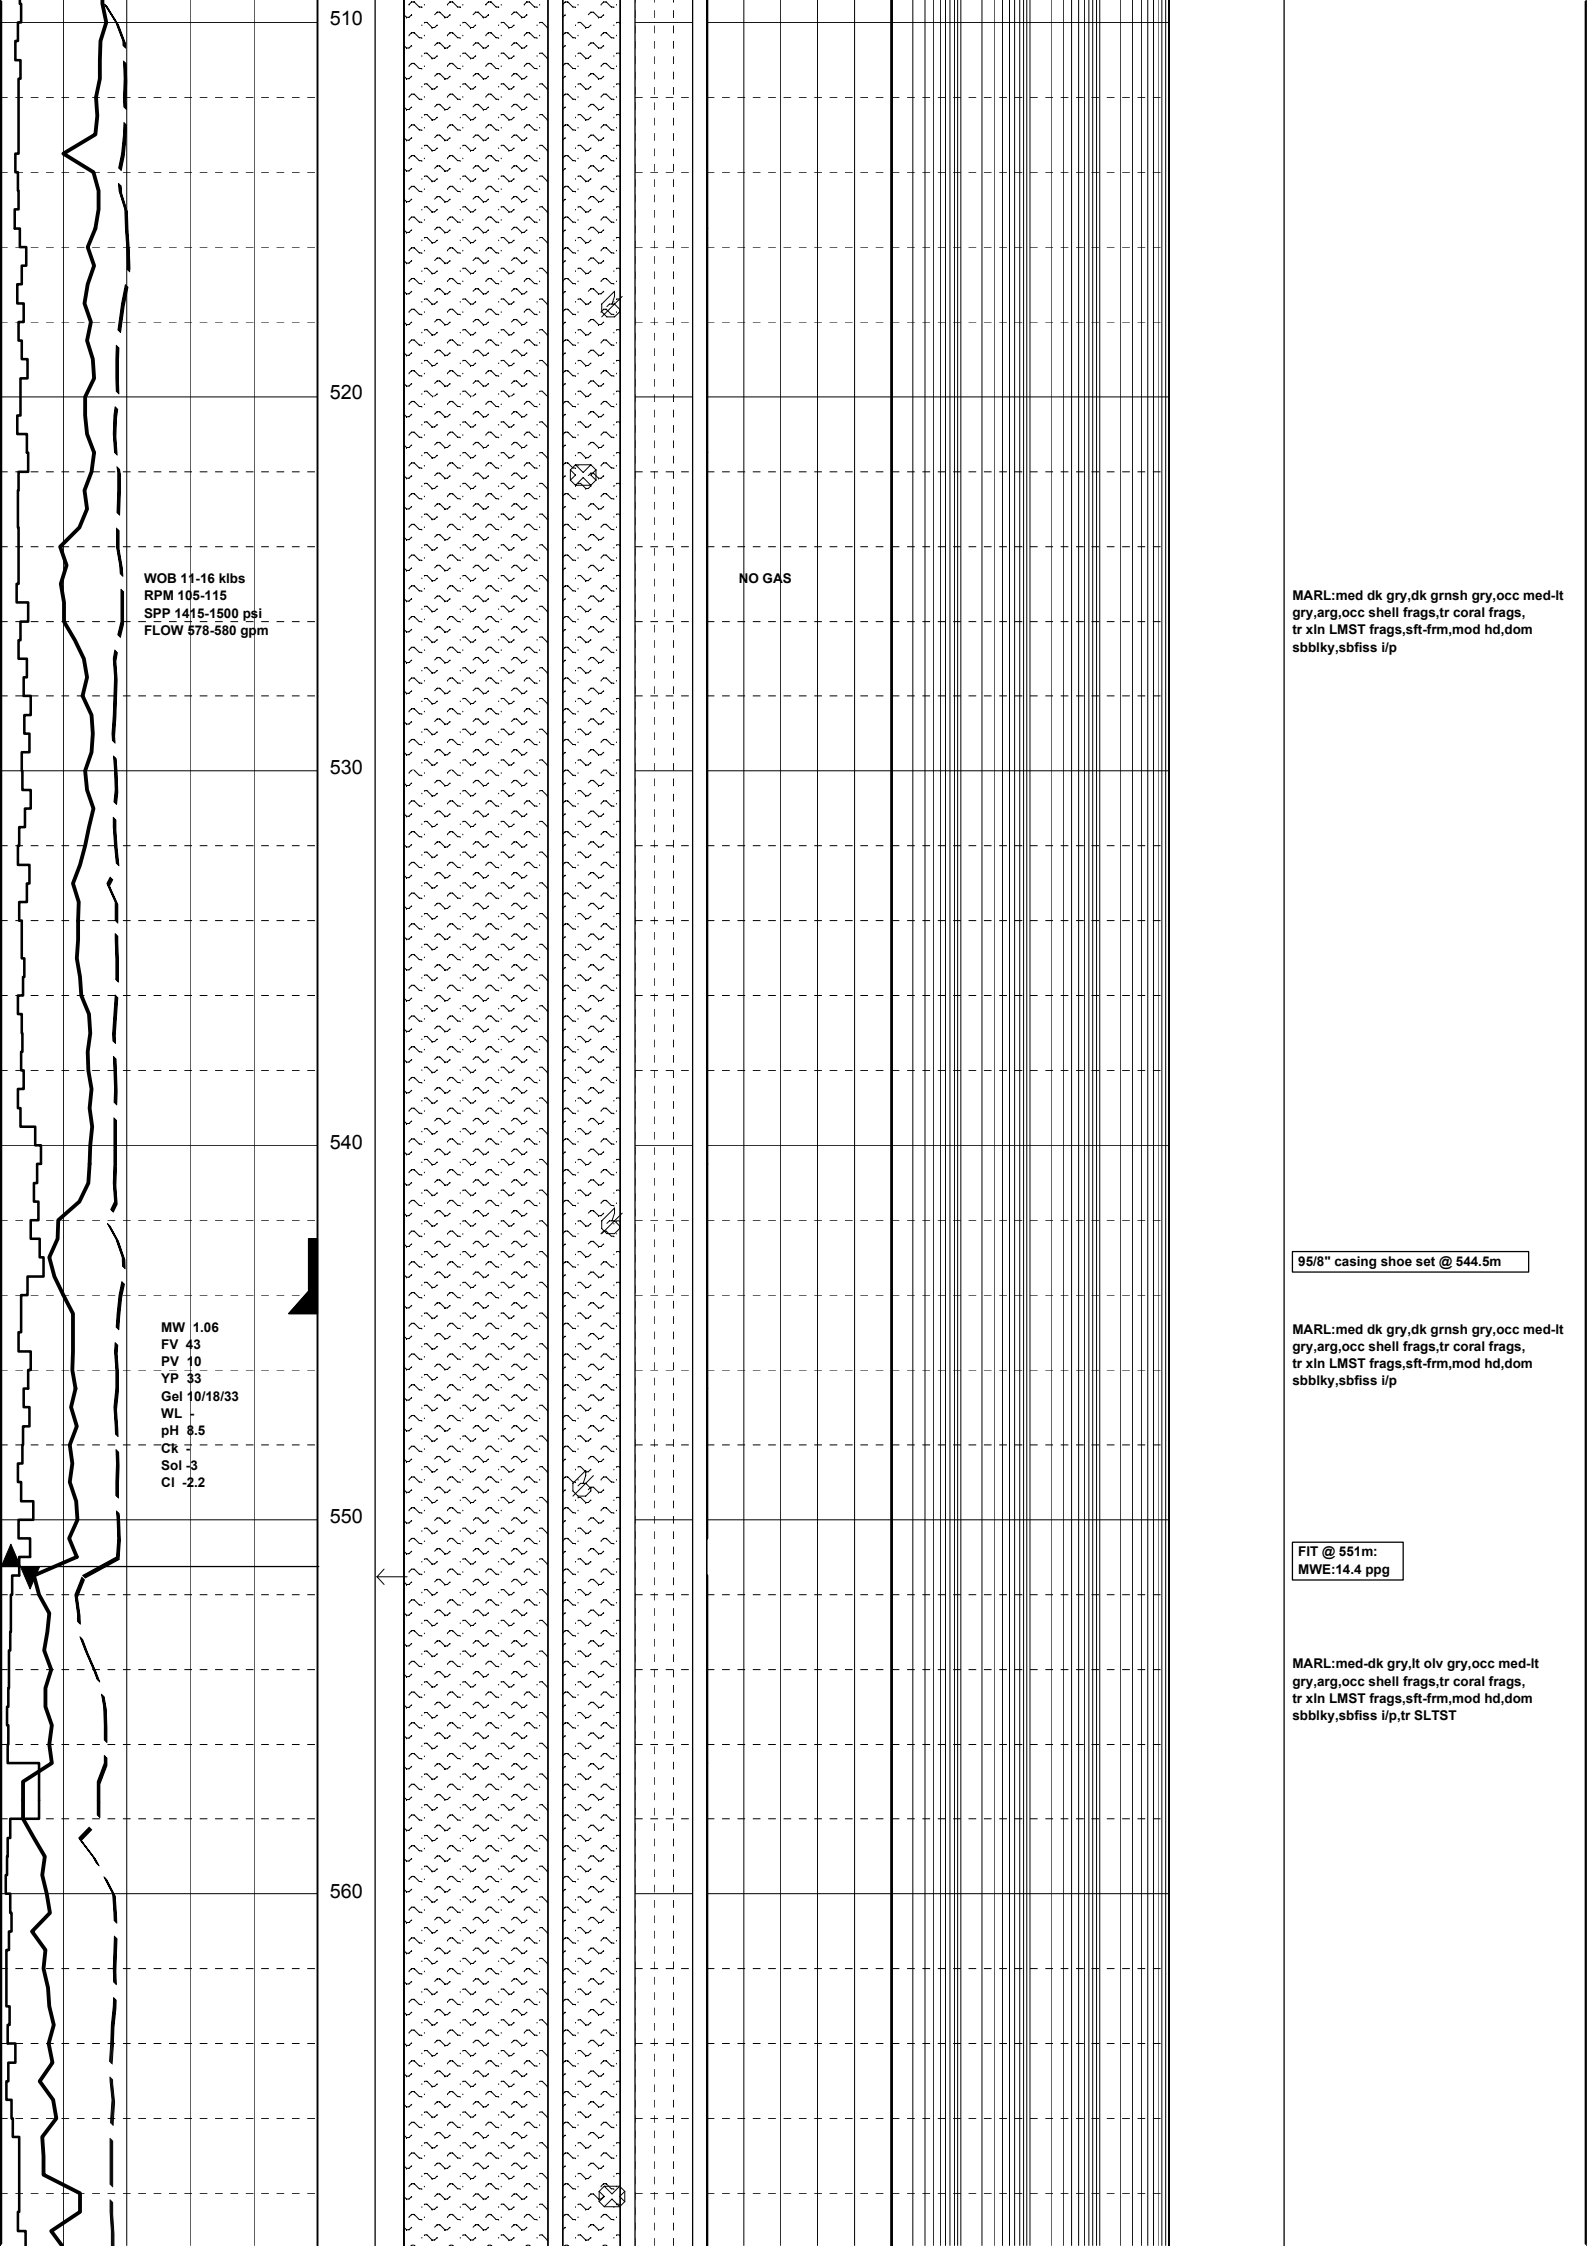 510
520
WOB 11-16 klbs
RPM 105-115
SPP 1415-1500 psi
FLOW 578-580 gpm
NO GAS
MARL:med dk gry,dk grnsh gry,occ med-lt
gry,arg,occ shell frags,tr coral frags,
tr xln LMST frags,sft-frm,mod hd,dom
sbblky,sbfiss i/p
530
540
95/8" casing shoe set @ 544.5m
MW 1.06
FV 43
PV 10
YP 33
Gel 10/18/33
WL -
pH 8.5
Ck -
Sol -3
Cl -2.2
MARL:med dk gry,dk grnsh gry,occ med-lt
gry,arg,occ shell frags,tr coral frags,
tr xln LMST frags,sft-frm,mod hd,dom
sbblky,sbfiss i/p
550
FIT @ 551m:
MWE:14.4 ppg
MARL:med-dk gry,lt olv gry,occ med-lt
gry,arg,occ shell frags,tr coral frags,
tr xln LMST frags,sft-frm,mod hd,dom
sbblky,sbfiss i/p,tr SLTST
560